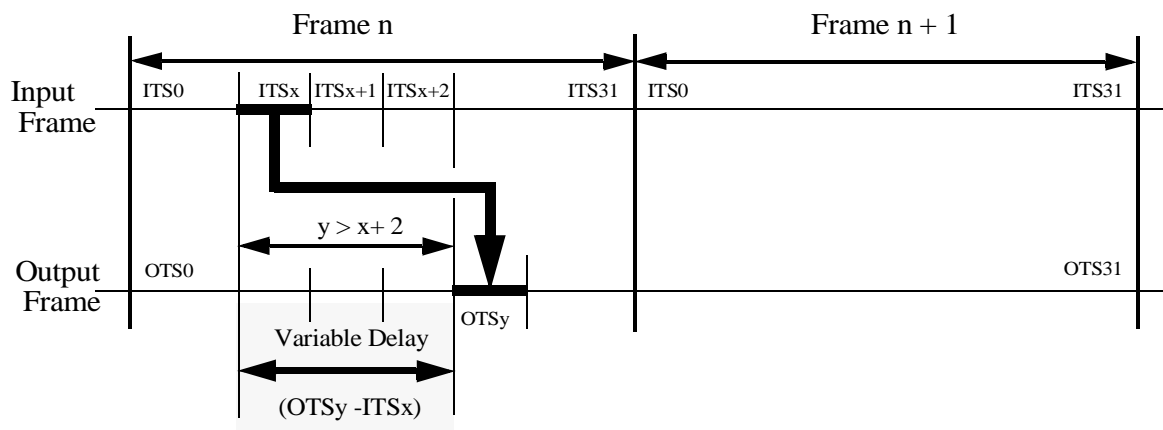 Frame n
Frame n + 1
Input
Frame
ITS0
ITSx
ITSx+1
ITSx+2
ITS31
ITS0
ITS31
y > x+ 2
Output
Frame
OTS0
OTS31
OTSy
Variable Delay
(OTSy -ITSx)